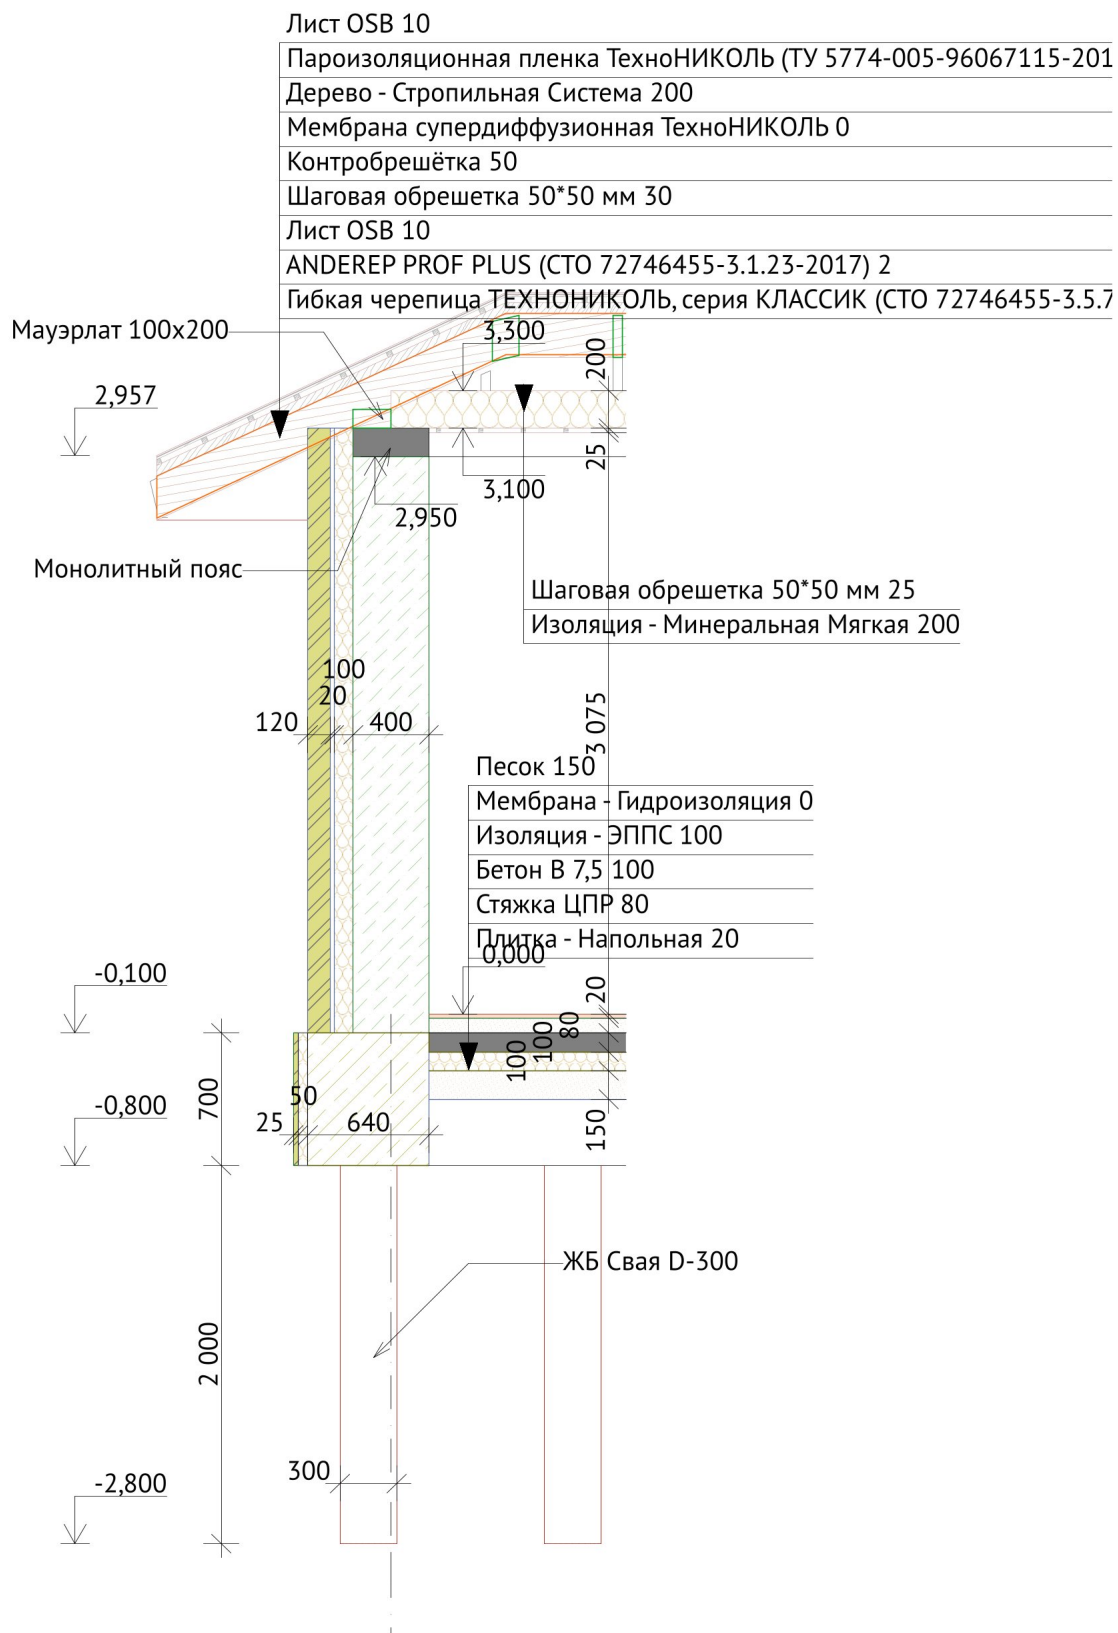 Лист OSB 10
Пароизоляционная пленка ТехноНИКОЛЬ (ТУ 5774-005-96067115-201
Дерево - Стропильная Система 200
Мембрана супердиффузионная ТехноНИКОЛЬ 0
Контробрешётка 50
Шаговая обрешетка 50*50 мм 30
Лист OSB 10
ANDEREP PROF PLUS (СТО 72746455-3.1.23-2017) 2
Гибкая черепица ТЕХНОНИКОЛЬ, серия КЛАССИК (СТО 72746455-3.5.7
Мауэрлат 100х200
3,300
200
2,957
25
3,100
2,950
Монолитный пояс
Шаговая обрешетка 50*50 мм 25
Изоляция - Минеральная Мягкая 200
100
20
120
400
3 075
Песок 150
Мембрана - Гидроизоляция 0
Изоляция - ЭППС 100
Бетон В 7,5 100
Стяжка ЦПР 80
Плитка - Напольная 20
0,000
-0,100
20
80
100
100
50
700
-0,800
25
640
150
ЖБ Свая D-300
2 000
300
-2,800